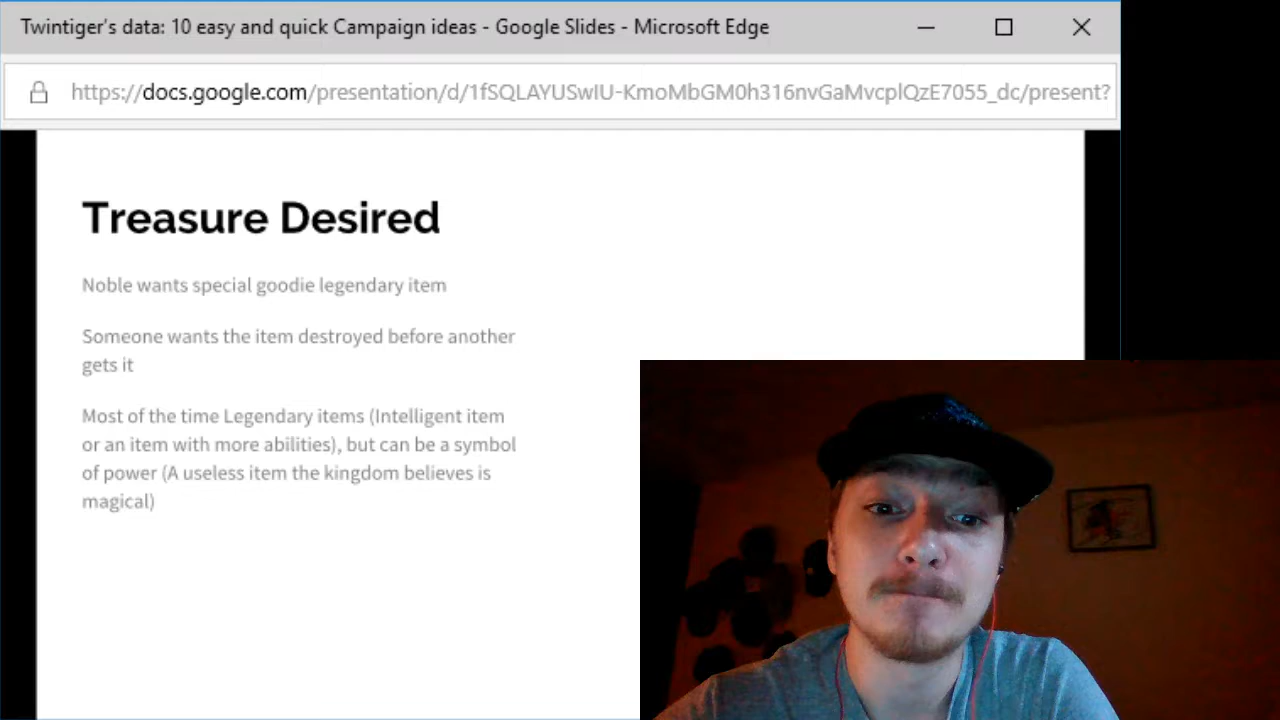 Twintiger's data: 10 easy and quick Campaign ideas - Google Slides - Microsoft Edge
https://docs.google.com/presentation/d/1fSQLAYUSwIU-KmoMbGM0h316nvGaMvcplQzE7055_dc/present?
Treasure Desired
Noble wants special goodie legendary item
Someone wants the item destroyed before another
gets it
Most of the time Legendary items (Intelligent item
or an item with more abilities), but can be a symbol
of power (A useless item the kingdom believes is
magical)